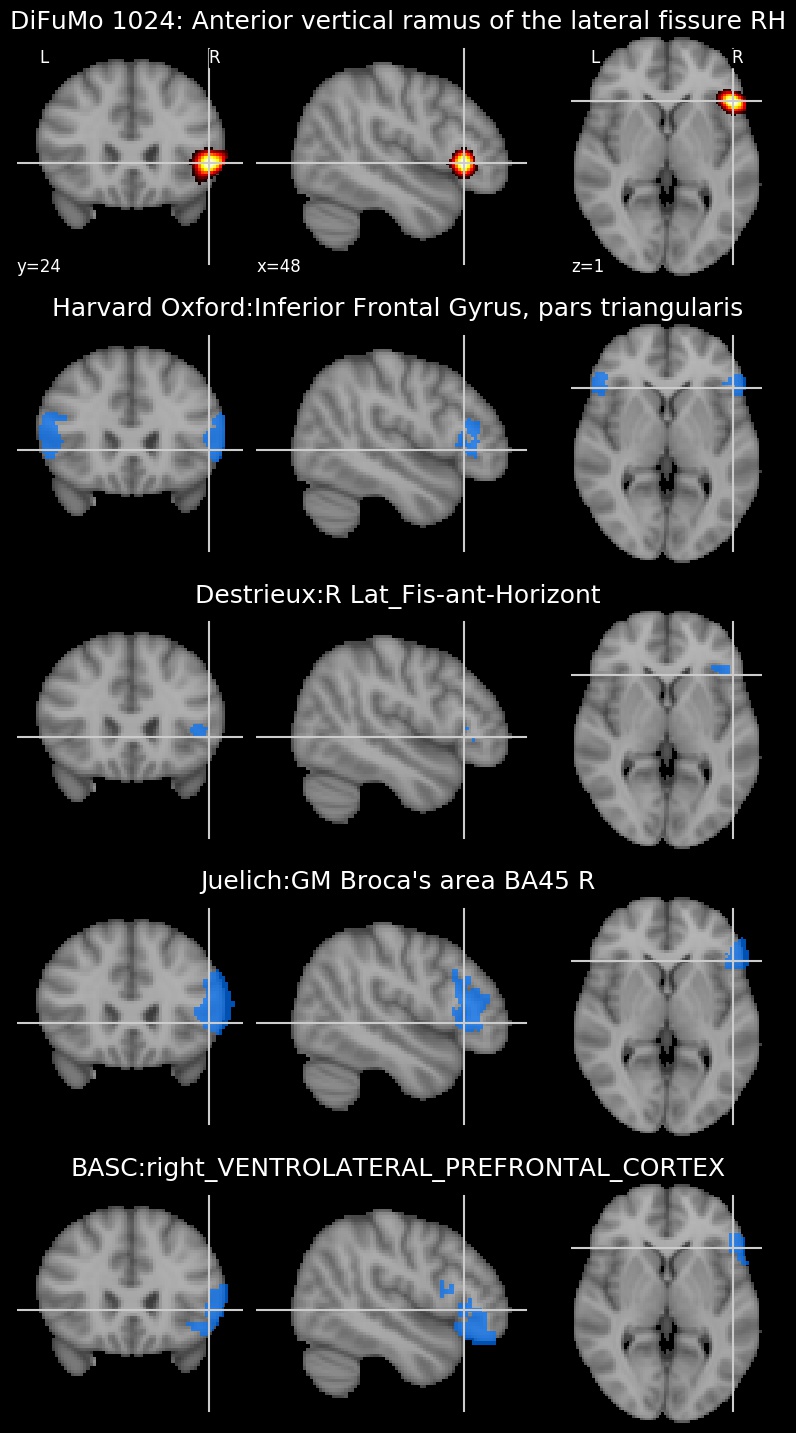 DiFuMo 1024: Anterior vertical ramus of the lateral fissure RH
L R L R
y=24 x=48 z=1
Harvard Oxford:Inferior Frontal Gyrus, pars triangularis
Destrieux:R Lat_Fis-ant-Horizont
Juelich:GM Broca's area BA45 R
BASC:right_VENTROLATERAL_PREFRONTAL_CORTEX